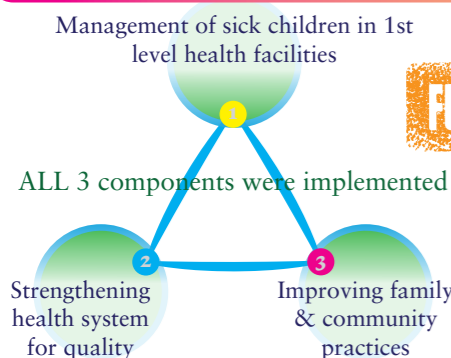 Management of sick children in 1st
level health facilities
1
ALL 3 components were implemented
2
3
Strengthening
health system
for quality
Improving family
& community
practices